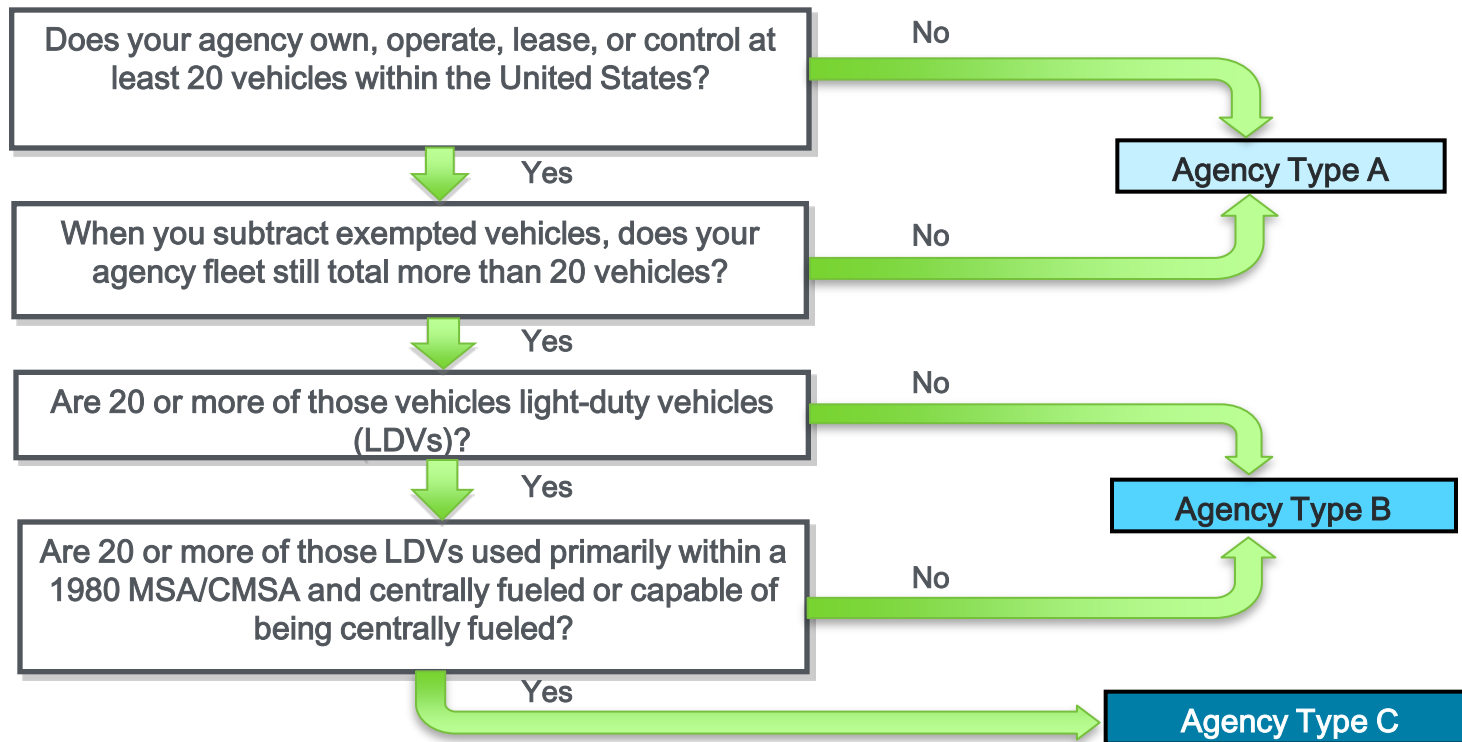 Does your agency own, operate, lease, or control at
least 20 vehicles within the United States?
No
Agency Type A
Yes
When you subtract exempted vehicles, does your
agency fleet still total more than 20 vehicles?
No
Yes
Are 20 or more of those vehicles light-duty vehicles
(LDVs)?
No
Yes
Agency Type B
Are 20 or more of those LDVs used primarily within a
1980 MSA/CMSA and centrally fueled or capable of
being centrally fueled?
No
Yes
Agency Type C